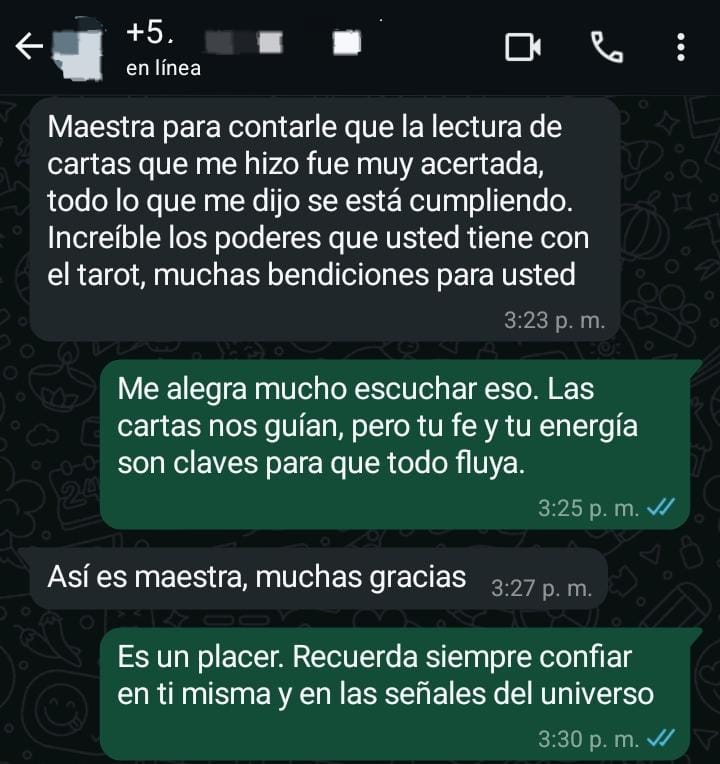 +5.
en línea
Maestra para contarle que la lectura de
cartas que me hizo fue muy acertada,
todo lo que me dijo se está cumpliendo.
Increíble los poderes que usted tiene con
el tarot, muchas bendiciones para usted
3:23 p. m.
Me alegra mucho escuchar eso. Las
cartas nos guían, pero tu fe y tu energía
son claves para que todo fluya.
3:25 p. m.
Así es maestra, muchas gracias 3:27 p. m.
Es un placer. Recuerda siempre confiar
en ti misma y en las señales del universo
3:30 p. m.